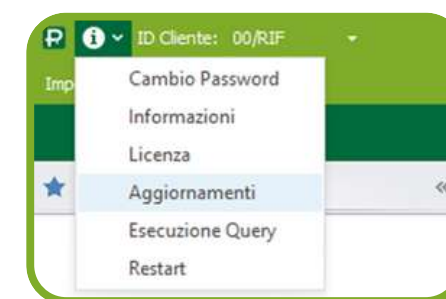 ID Cliente: 00/RIF
Imp
Cambio Password
Informazioni
Licenza
Aggiornamenti
Esecuzione Query
Restart